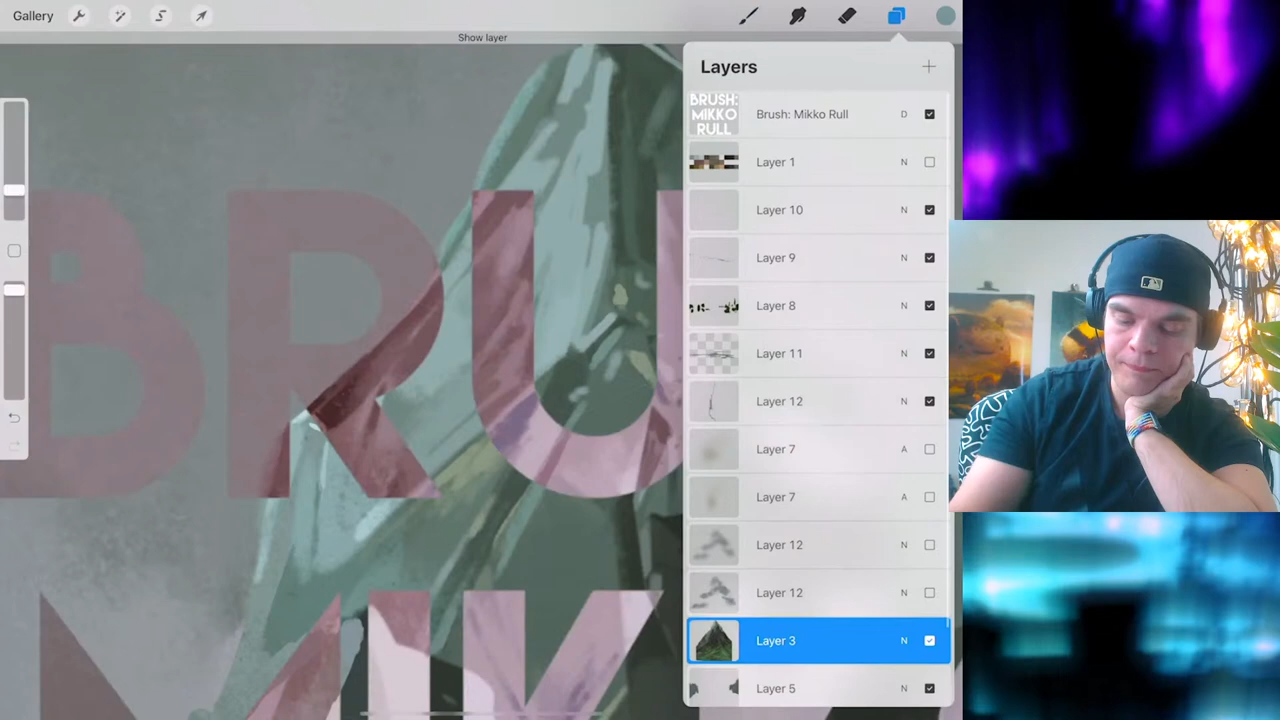 Gallery
Show layer
Layers
BRUSH:
MIKKO
RULL
Brush: Mikko Rull D
Layer 1 N
Layer 10 N
Layer 9 N
Layer 8 N
Layer 11 N
Layer 12 N
Layer 7 A
Layer 7 A
Layer 12 N
Layer 12 N
Layer 3 N
Layer 5 N
BRU
MIK